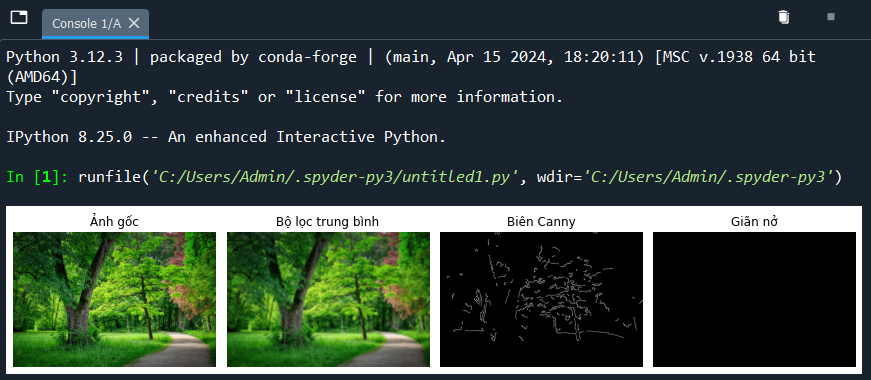 Console 1/A
Python 3.12.3 | packaged by conda-forge | (main, Apr 15 2024, 18:20:11) [MSC v.1938 64 bit
(AMD64)]
Type "copyright", "credits" or "license" for more information.
IPython 8.25.0 -- An enhanced Interactive Python.
In [1]: runfile('C:/Users/Admin/.spyder-py3/untitled1.py', wdir='C:/Users/Admin/.spyder-py3')
Ảnh gốc Bộ lọc trung bình Biên Canny Giãn nở